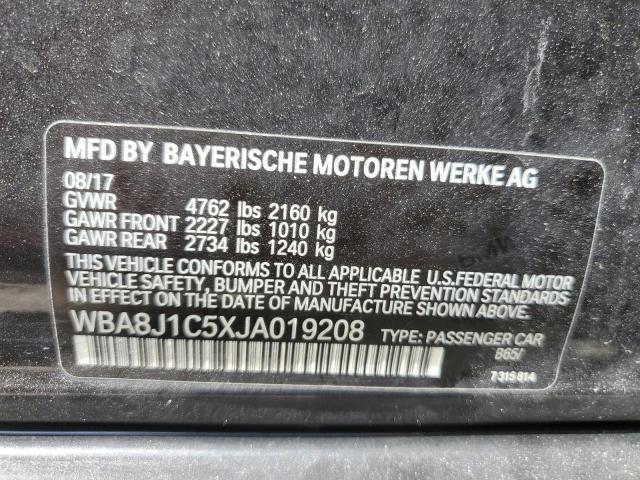 MFD BY BAYERISCHE MOTOREN WERKE AG
08/17
GVWR 4762 lbs 2160 kg
GAWR FRONT 2227 lbs 1010 kg
GAWR REAR 2734 lbs 1240 kg
THIS VEHICLE CONFORMS TO ALL APPLICABLE U.S.FEDERAL MOTOR
VEHICLE SAFETY, BUMPER AND THEFT PREVENTION STANDARDS
IN EFFECT ON THE DATE OF MANUFACTURE SHOWN ABOVE.
WBA8J1C5XJA019208 TYPE: PASSENGER CAR
865/
7315814